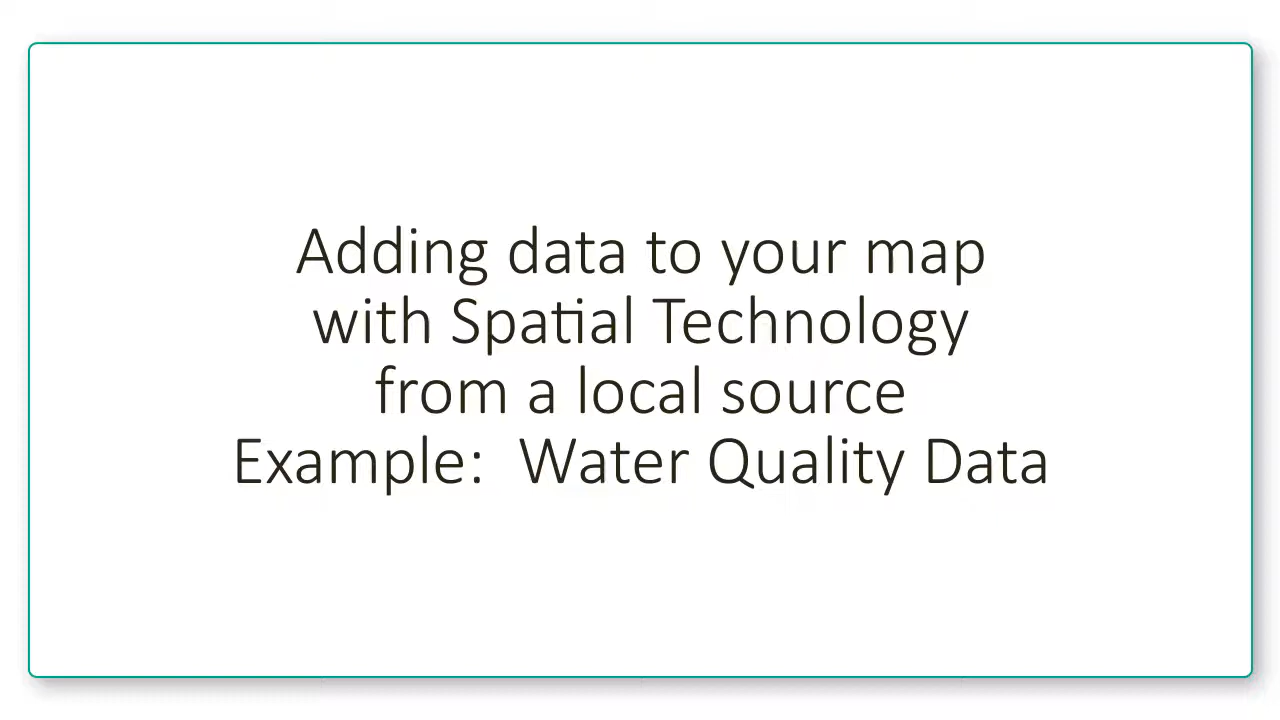 Adding data to your map
with Spatial Technology
from a local source
Example:  Water Quality Data